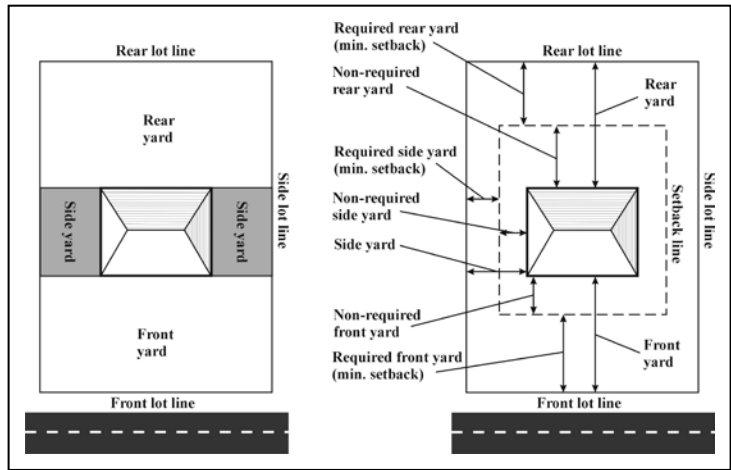 Rear lot line
Rear
yard
Side yard
Side yard
Side lot line
Front
yard
Front lot line
Required rear yard
(min. setback)
Non-required
rear yard
Required side yard
(min. setback)
Non-required
side yard
Side yard
Non-required
front yard
Required front yard
(min. setback)
Rear lot line
Rear
yard
Setback line
Side lot line
Front
yard
Front lot line